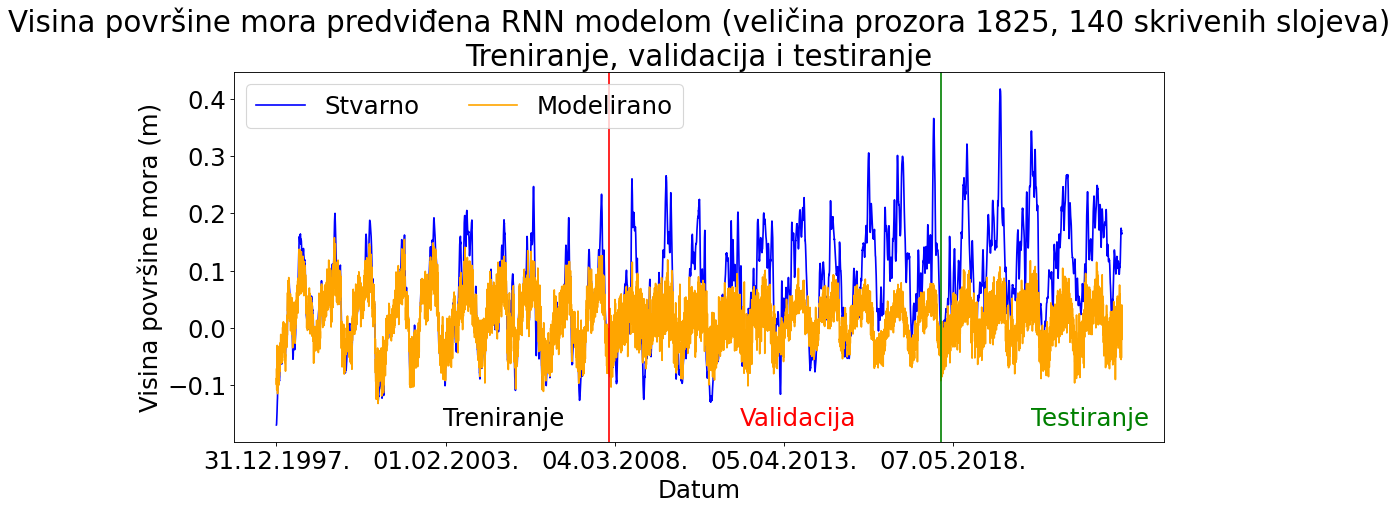 Visina površine mora predviđena RNN modelom (veličina prozora 1825, 140 skrivenih slojeva)
Treniranje, validacija i testiranje
Stvarno
Modelirano
Visina površine mora (m)
0.4
0.3
0.2
0.1
0.0
−0.1
Treniranje
Validacija
Testiranje
31.12.1997.
01.02.2003.
04.03.2008.
05.04.2013.
07.05.2018.
Datum